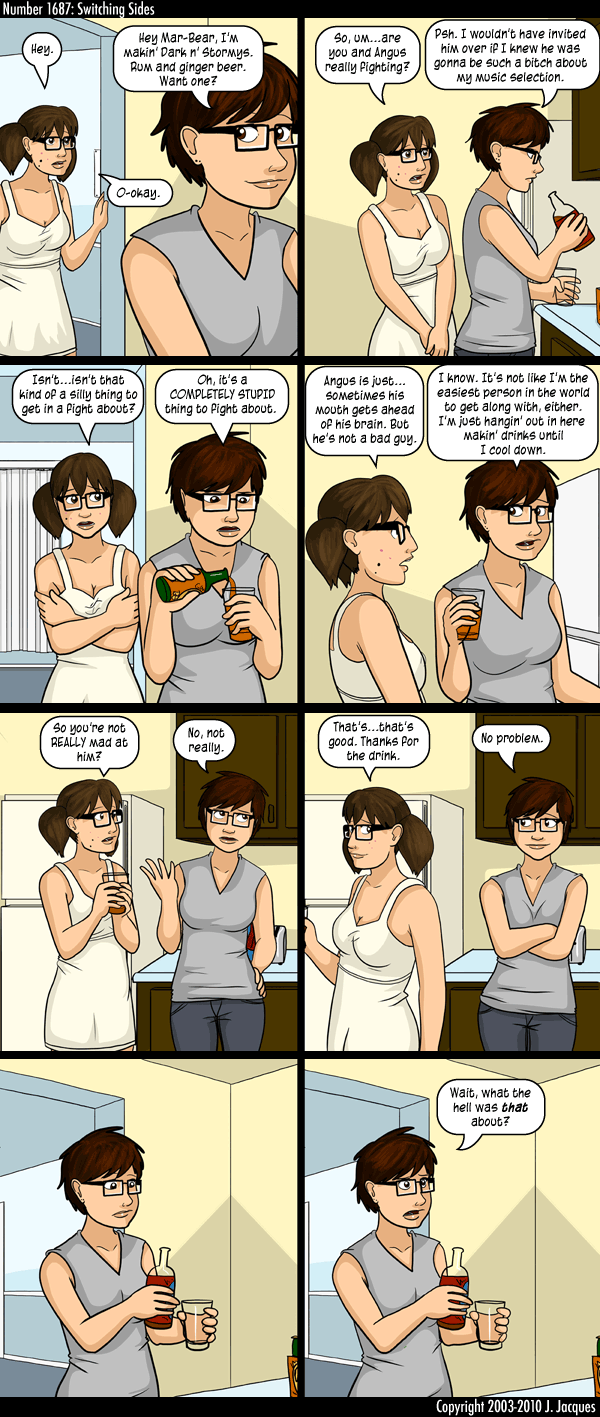 Number 1687: Switching Sides
Hey.
Hey Mar-Bear, I'm
makin' Dark n' Stormys.
Rum and ginger beer.
Want one?
O-okay.
So, um...are
you and Angus
really fighting?
Psh. I wouldn't have invited
him over if I knew he was
gonna be such a bitch about
my music selection.
Isn't...isn't that
kind of a silly thing to
get in a fight about?
Oh, it's a
COMPLETELY STUPID
thing to fight about.
Angus is just...
sometimes his
mouth gets ahead
of his brain. But
he's not a bad guy.
I know. It's not like I'm the
easiest person in the world
to get along with, either.
I'm just hangin' out in here
makin' drinks until
I cool down.
So you're not
REALLY mad at
him?
No, not
really.
That's...that's
good. Thanks for
the drink.
No problem.
Wait, what the
hell was that
about?
Copyright 2003-2010 J. Jacques